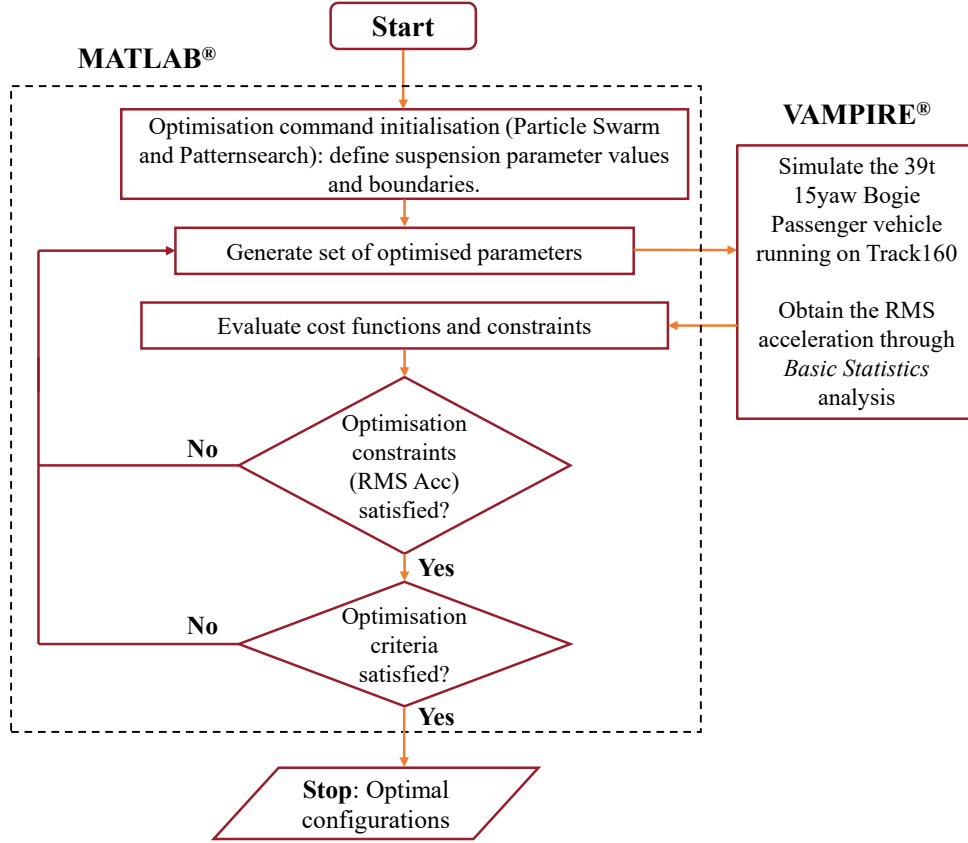 Start
MATLAB®
Optimisation command initialisation (Particle Swarm
and Patternsearch): define suspension parameter values
and boundaries.
Generate set of optimised parameters
VAMPIRE®
Simulate the 39t
15yaw Bogie
Passenger vehicle
running on Track160
Obtain the RMS
acceleration through
Basic Statistics
analysis
Evaluate cost functions and constraints
Optimisation
constraints
(RMS Acc)
satisfied?
No
Yes
Optimisation
criteria
satisfied?
No
Yes
Stop: Optimal
configurations